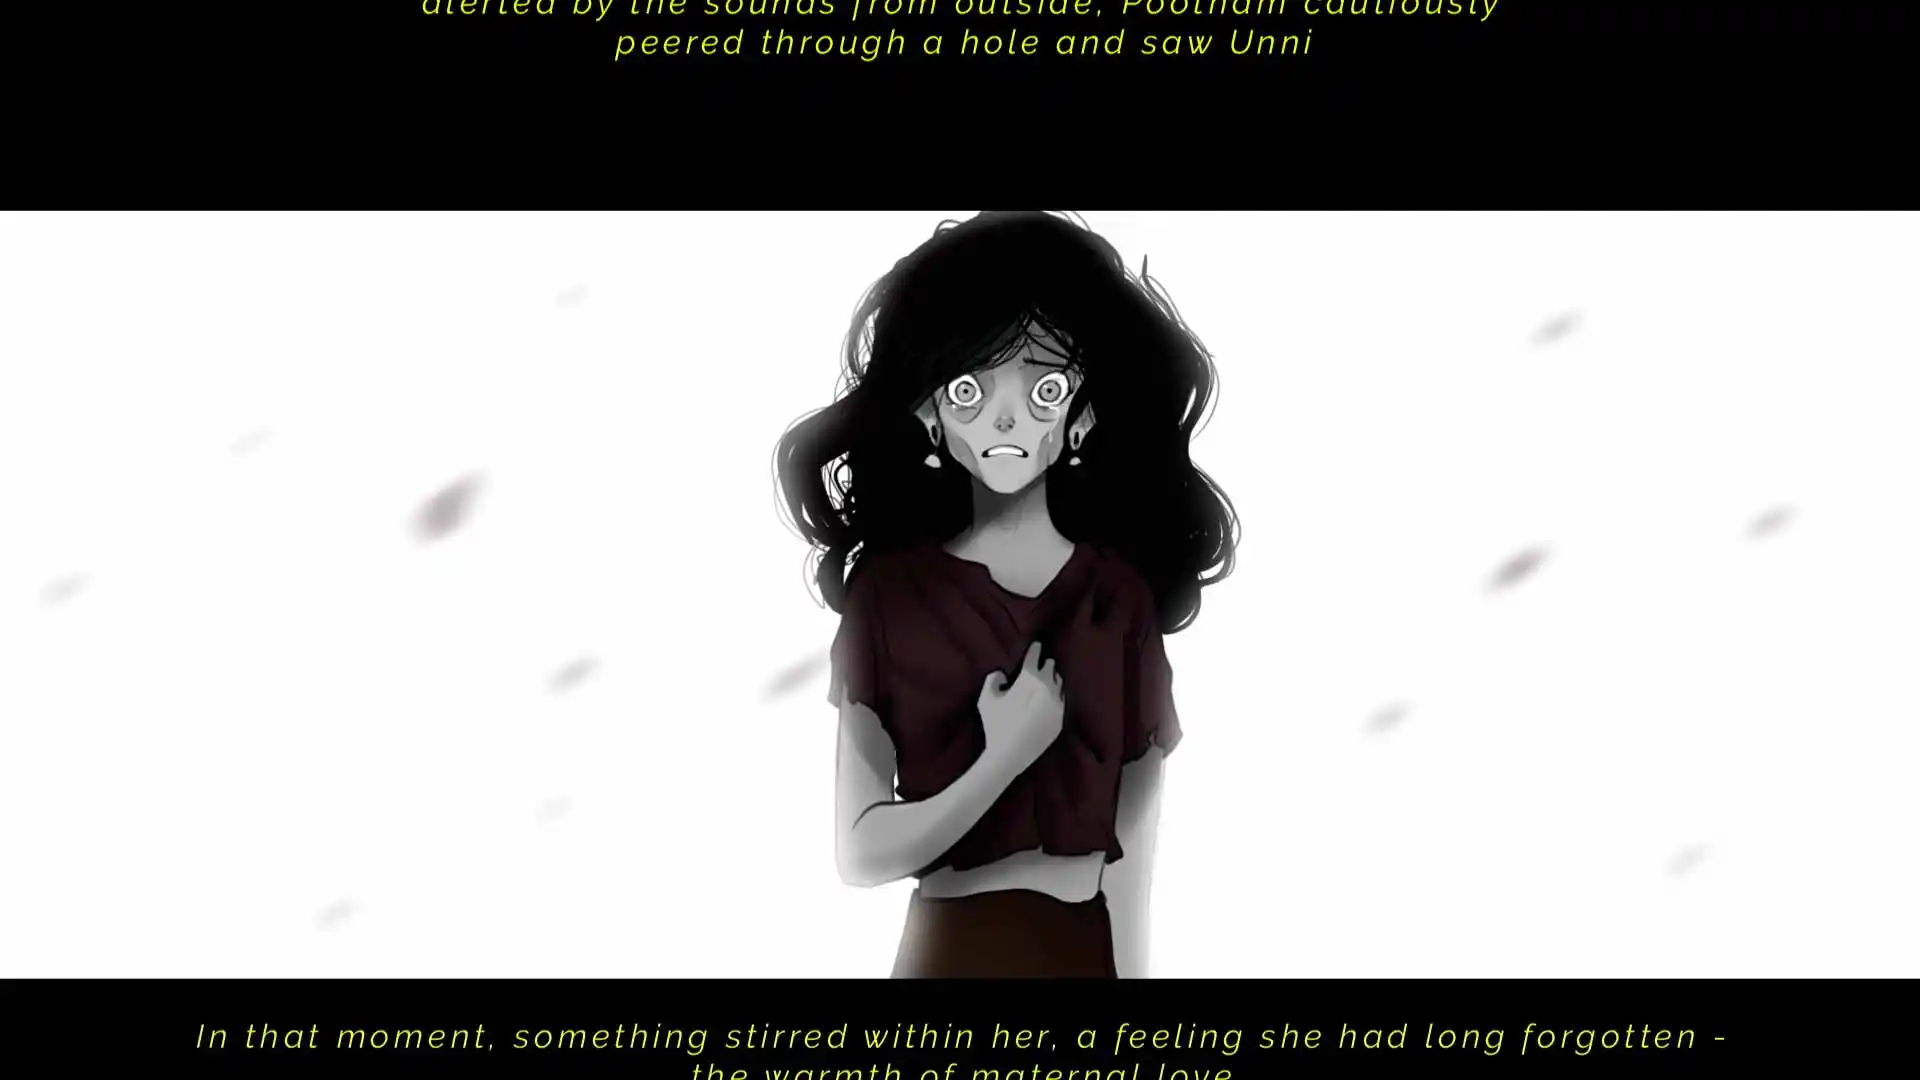 alerted by the sounds from outside, Pootham cautiously
peered through a hole and saw Unni
In that moment, something stirred within her, a feeling she had long forgotten -
the warmth of maternal love